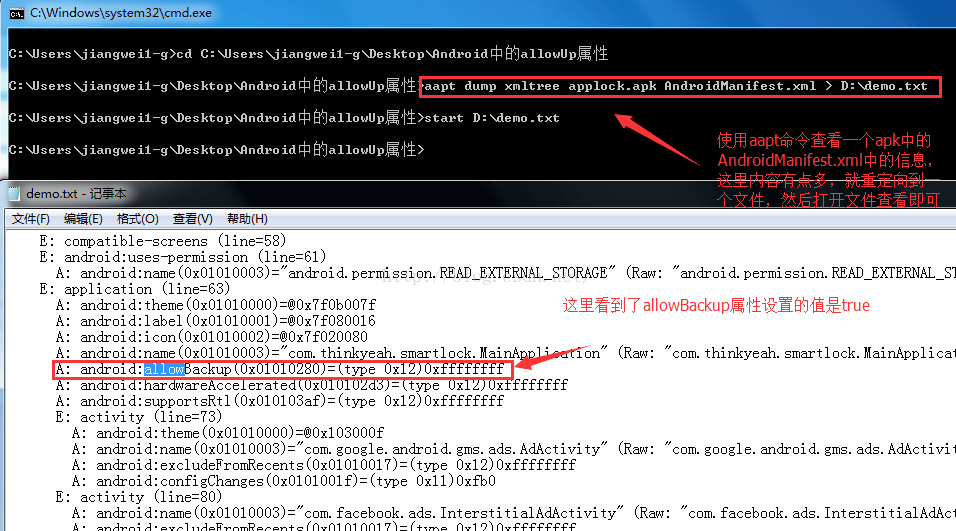 C:\Windows\system32\cmd.exe
C:\Users\jiangwei1-g>cd C:\Users\jiangwei1-g\Desktop\Android中的allowUp属性
C:\Users\jiangwei1-g\Desktop\Android中的allowUp属性>aapt dump xmltree applock.apk AndroidManifest.xml > D:\demo.txt
C:\Users\jiangwei1-g\Desktop\Android中的allowUp属性>start D:\demo.txt
C:\Users\jiangwei1-g\Desktop\Android中的allowUp属性>
使用aapt命令查看一个apk中的
AndroidManifest.xml中的信息，
这里内容有点多，就重定向到一
个文件，然后打开文件查看即可
demo.txt - 记事本
文件(F) 编辑(E) 格式(O) 查看(V) 帮助(H)
E: compatible-screens (line=58)
E: android:uses-permission (line=61)
A: android:name(0x01010003)="android.permission.READ_EXTERNAL_STORAGE" (Raw: "android.permission.READ_EXTERNAL_ST
E: application (line=63)
A: android:theme(0x01010000)=@0x7f0b007f
A: android:label(0x01010001)=@0x7f080016
A: android:icon(0x01010002)=@0x7f020080
A: android:name(0x01010003)="com.thinkyeah.smartlock.MainApplication" (Raw: "com.thinkyeah.smartlock.MainApplicat
A: android:allowBackup(0x01010280)=(type 0x12)0xffffffff
A: android:hardwareAccelerated(0x010102d3)=(type 0x12)0xffffffff
A: android:supportsRtl(0x010103af)=(type 0x12)0xffffffff
E: activity (line=73)
A: android:theme(0x01010000)=@0x103000f
A: android:name(0x01010003)="com.google.android.gms.ads.AdActivity" (Raw: "com.google.android.gms.ads.AdActivit
A: android:excludeFromRecents(0x01010017)=(type 0x12)0xffffffff
A: android:configChanges(0x0101001f)=(type 0x11)0xfb0
E: activity (line=80)
A: android:name(0x01010003)="com.facebook.ads.InterstitialAdActivity" (Raw: "com.facebook.ads.InterstitialAdAct
A: android:excludeFromRecents(0x01010017)=(type 0x12)0xffffffff
这里看到了allowBackup属性设置的值是true